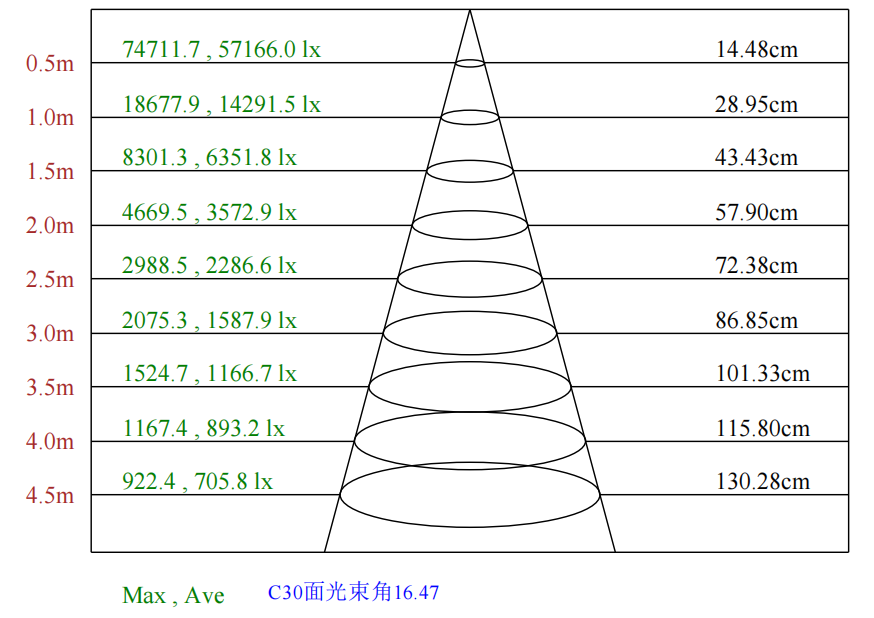 74711.7 , 57166.0 lx 14.48cm
0.5m
18677.9 , 14291.5 lx 28.95cm
1.0m
8301.3 , 6351.8 lx 43.43cm
1.5m
4669.5 , 3572.9 lx 57.90cm
2.0m
2988.5 , 2286.6 lx 72.38cm
2.5m
2075.3 , 1587.9 lx 86.85cm
3.0m
1524.7 , 1166.7 lx 101.33cm
3.5m
1167.4 , 893.2 lx 115.80cm
4.0m
922.4 , 705.8 lx 130.28cm
4.5m
Max , Ave C30面光束角16.47